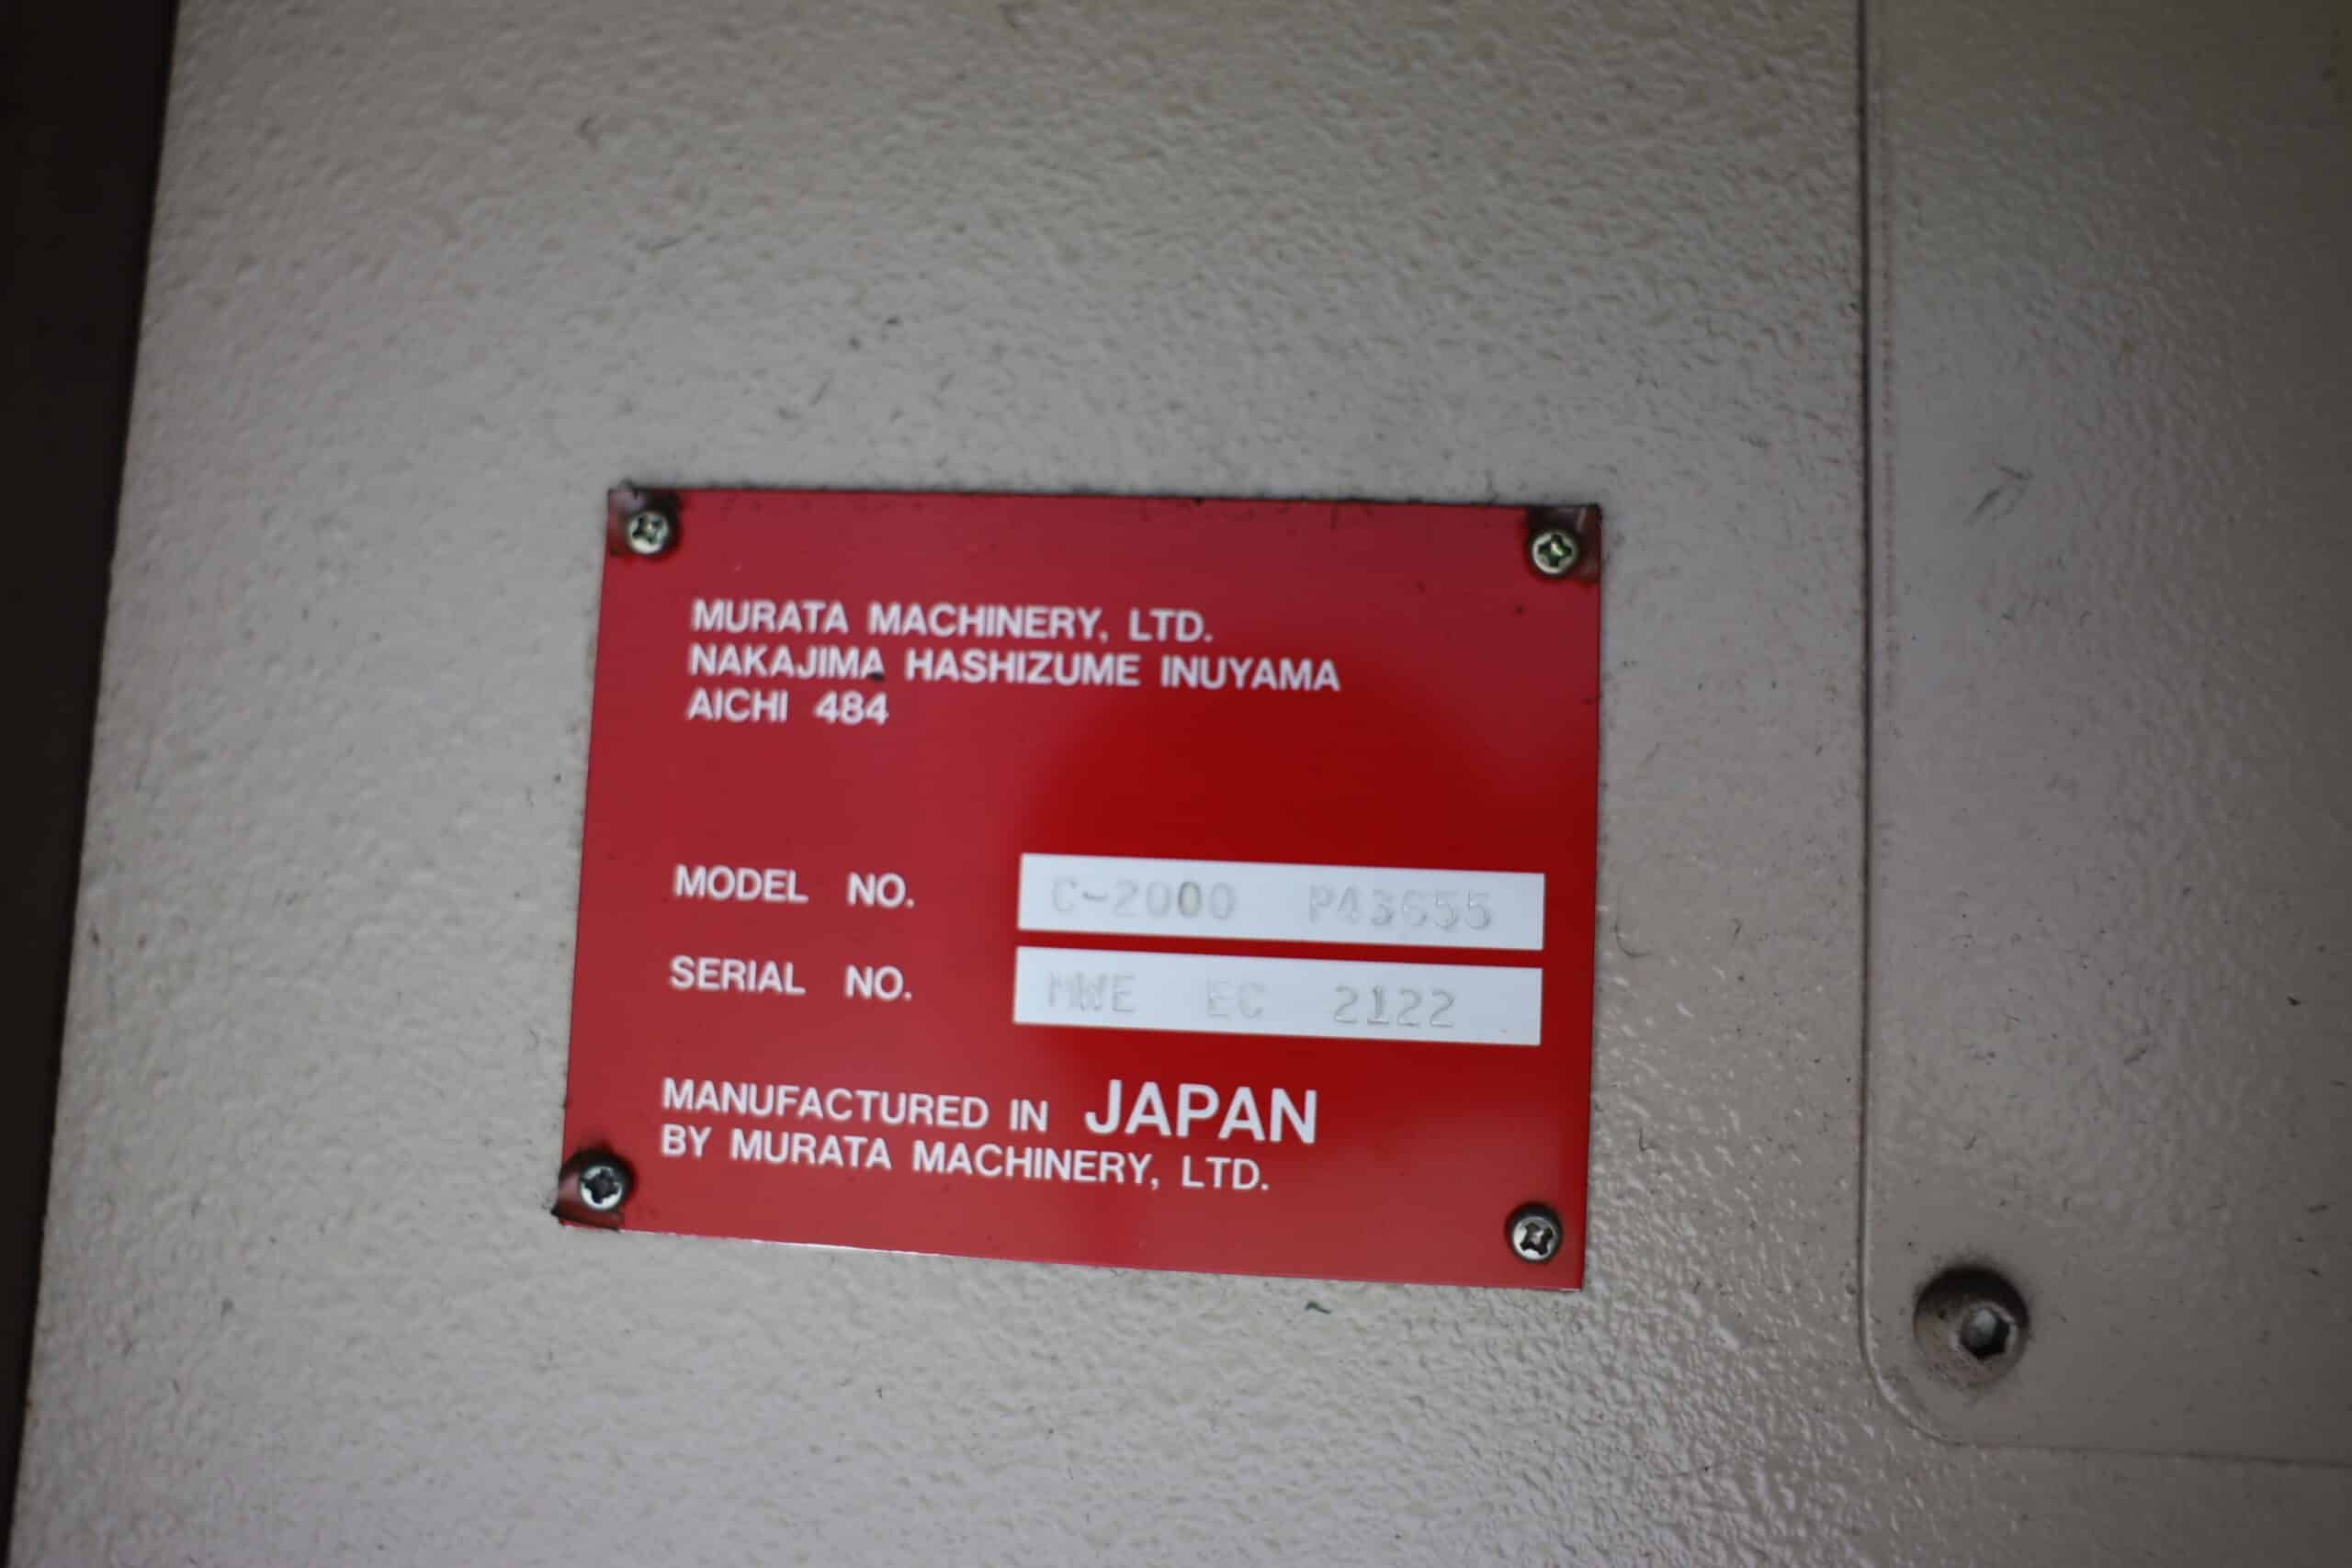 MURATA MACHINERY, LTD.
NAKAJIMA HASHIZUME INUYAMA
AICHI 484
MODEL NO. C-2000 P43655
SERIAL NO. MWE EC 2122
MANUFACTURED IN JAPAN
BY MURATA MACHINERY, LTD.